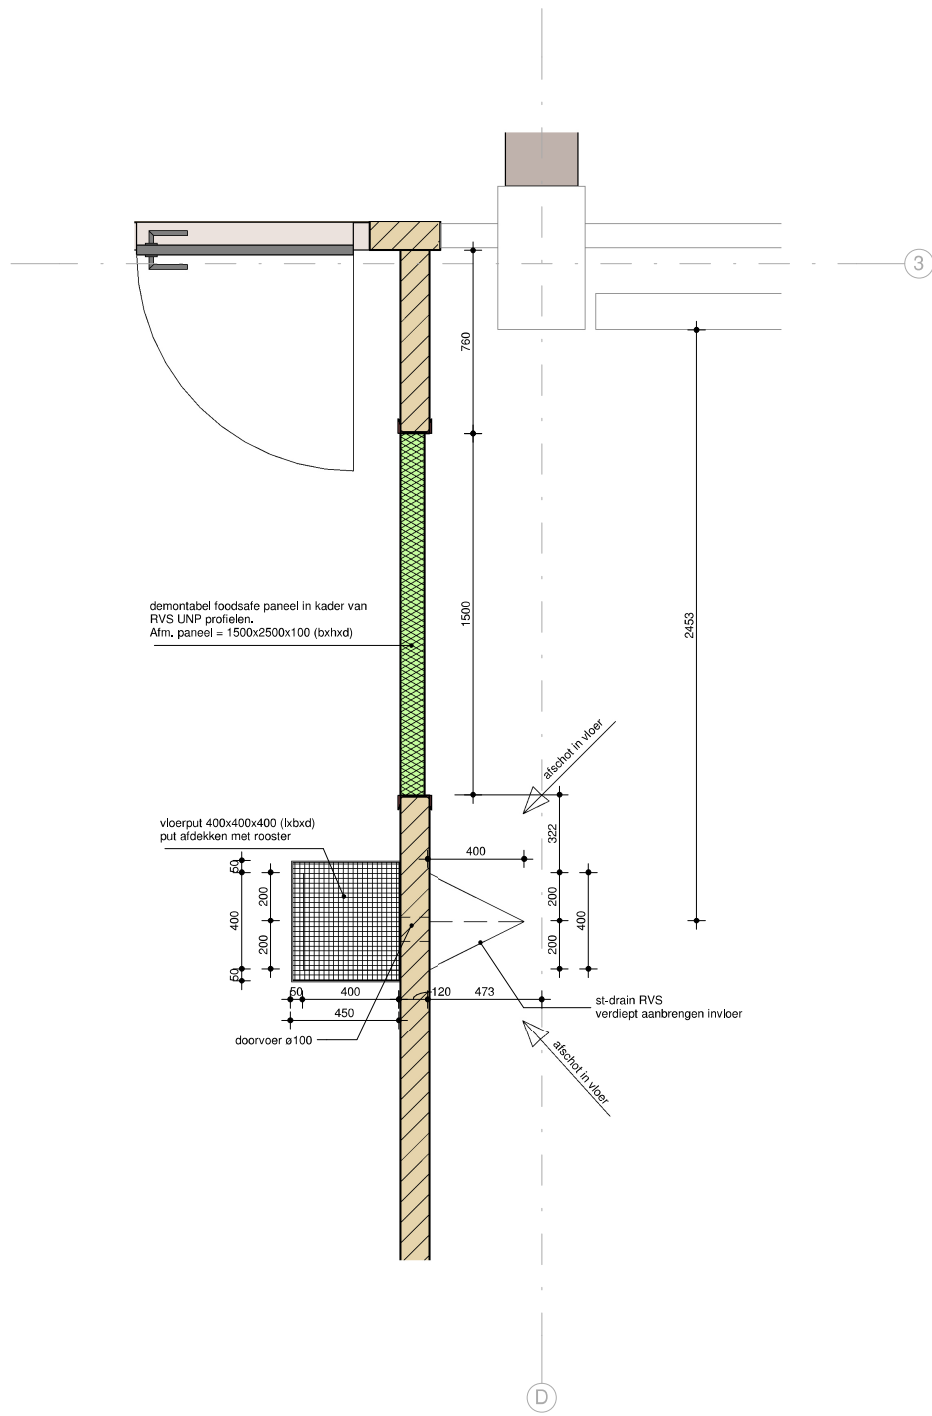 3
760
1500
2453
demontabel foodsafe paneel in kader van
RVS UNP profielen.
Afm. paneel = 1500x2500x100 (bxhxd)
afschot in vloer
vloerput 400x400x400 (lxbxd)
put afdekken met rooster
322
400
50
200
400
200
50
200
400
200
50
400
120
473
450
st-drain RVS
verdiept aanbrengen invloer
doorvoer ø100
afschot in vloer
D